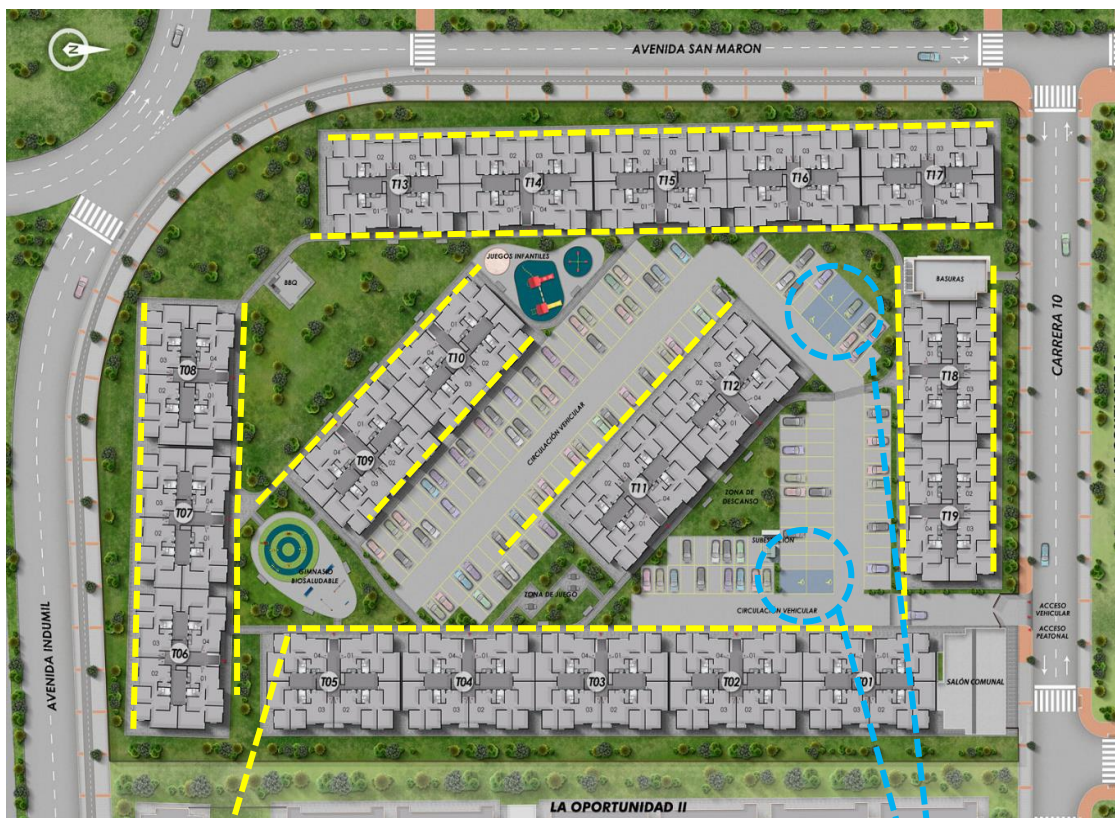 N
AVENIDA SAN MARON
T13
T14
T15
T16
T17
JUEGOS INFANTILES
BBQ
BASURAS
CARRERA 10
T08
T10
T12
T18
T09
T11
CIRCULACIÓN VEHICULAR
ZONA DE
DESCANSO
T07
T19
SUBESTACIÓN
GIMNASIO
BIOSALUDABLE
ZONA DE JUEGO
CIRCULACIÓN VEHICULAR
ACCESO
VEHICULAR
ACCESO
PEATONAL
AVENIDA INDUMIL
T06
T05
T04
T03
T02
T01
SALÓN COMUNAL
LA OPORTUNIDAD II